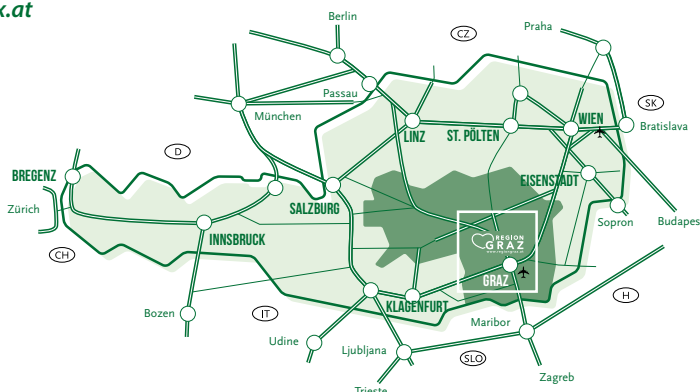 x.at
Berlin
CZ
Praha
Passau
SK
München
LINZ
ST. PÖLTEN
WIEN
Bratislava
D
BREGENZ
EISENSTADT
Zürich
SALZBURG
Sopron
Budapes
INNSBRUCK
REGION
GRAZ
CH
GRAZ
H
KLAGENFURT
Bozen
IT
Maribor
Udine
Ljubljana
SLO
Zagreb
Trieste